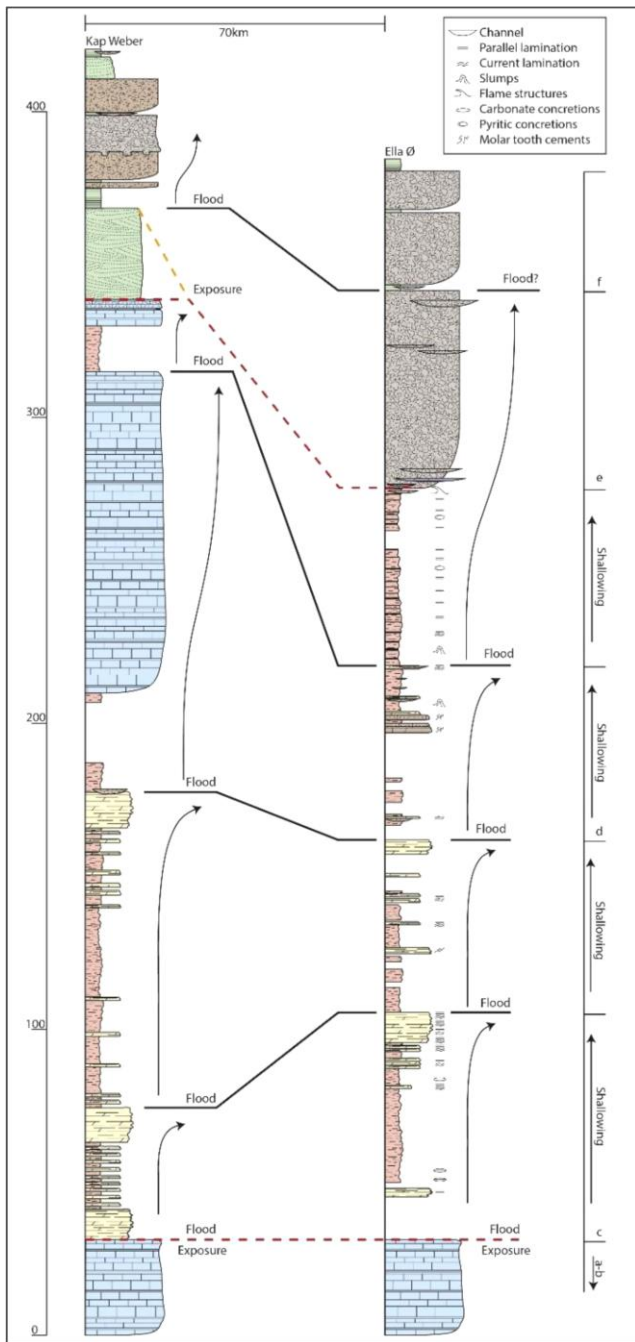 70km
Kap Weber
Channel
Parallel lamination
Current lamination
Slumps
Flame structures
Carbonate concretions
Pyritic concretions
Molar tooth cements
400
Ella Ø
Flood
Exposure
Flood?
f
Flood
300
e
Shallowing
Flood
200
Shallowing
Flood
Flood
d
Shallowing
100
Flood
Flood
Shallowing
Flood
Exposure
Flood
Exposure
c
a-b
0